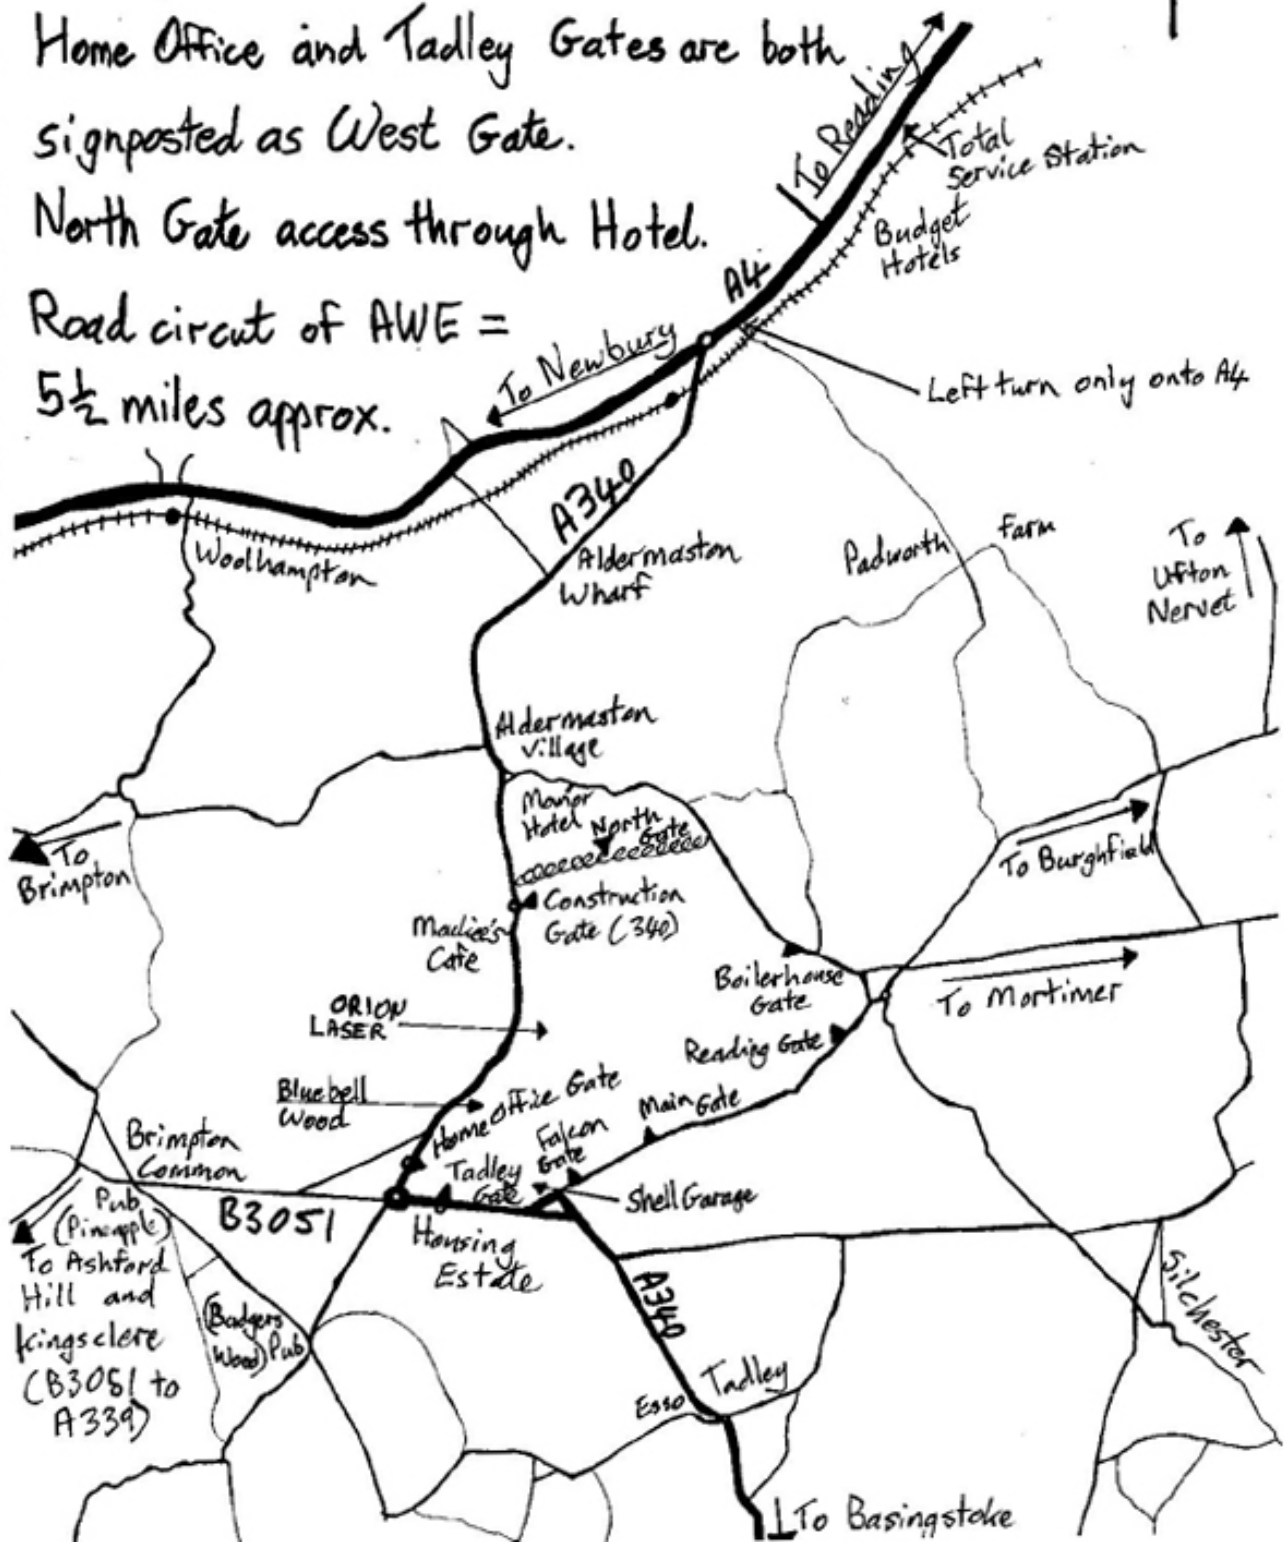 Home Office and Tadley Gates are both
signposted as West Gate.
North Gate access through Hotel.
Road circut of AWE =
5½ miles approx.
To Reading
Total
Service Station
Budget
Hotels
A4
To Newbury
Left turn only onto A4
A340
Aldermaston
Wharf
Woolhampton
Padworth
Farm
To
Ufton
Nervet
Aldermaston
Village
Manor
Hotel
North
Gate
To
Brimpton
To Burghfield
Construction
Gate (340)
Cafe
Boilerhouse
Gate
To Mortimer
ORION
LASER
Reading Gate
Bluebell
Wood
Home Office Gate
Main Gate
Falcon
Gate
Brimpton
Common
Tadley
Gate
Shell Garage
Pub
(Pineapple)
B3051
Housing
Estate
To Ashford
Hill and
Kingsclere
(B3051 to
A339)
(Badgers
Wood) Pub
A340
Silchester
Tadley
Esso
To Basingstoke